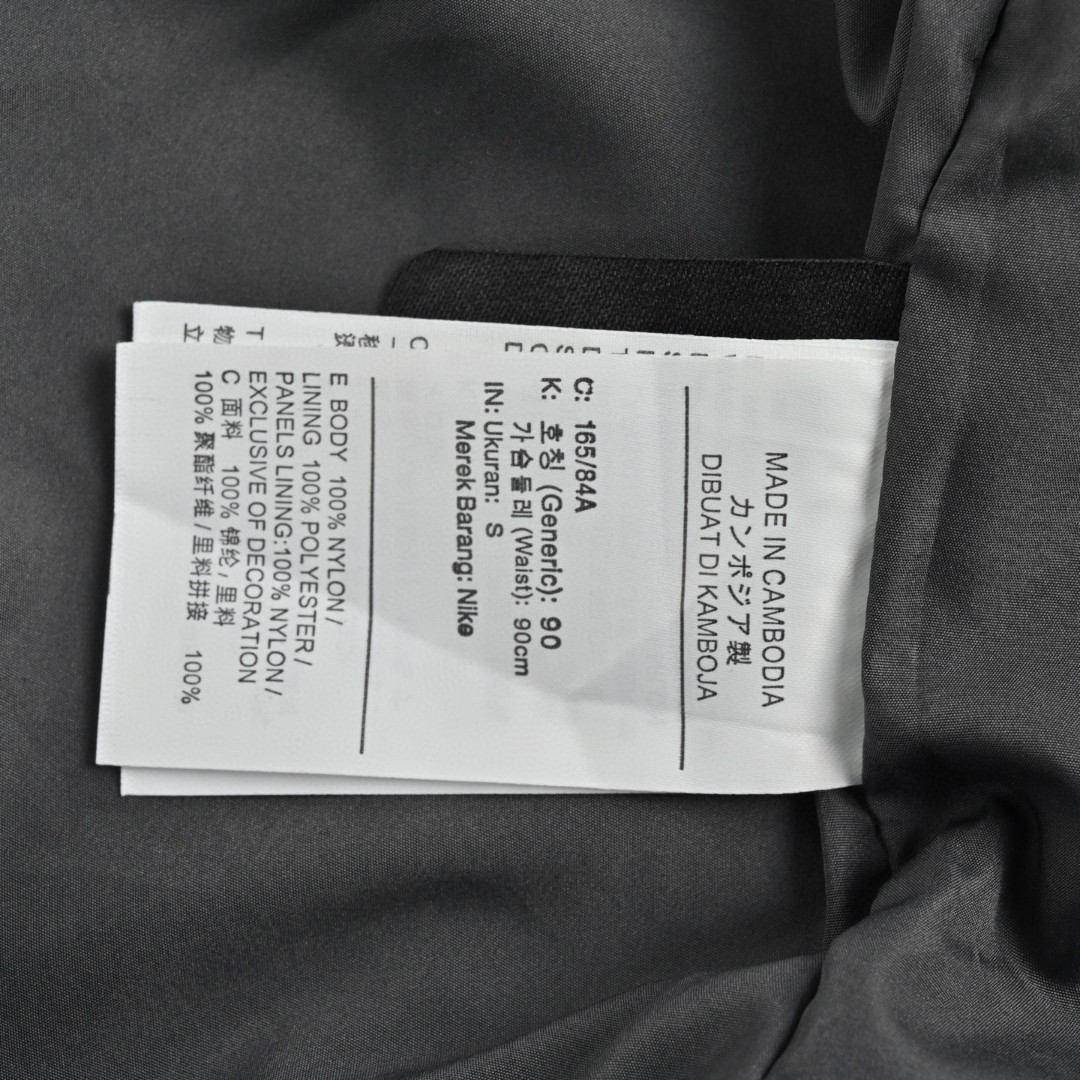 MADE IN CAMBODIA
カンポジア製
DIBUAT DI KAMBOJA
C: 165/84A
K: 호칭 (Generic): 90
가슴둘레 (Waist): 90cm
IN: Ukuran: S
Merek Barang: Nike
E BODY 100% NYLON /
LINING 100% POLYESTER /
PANELS LINING:100% NYLON /
EXCLUSIVE OF DECORATION
C 面料 100% 锦纶 / 里料
100% 聚酯纤维 / 里料拼接 100%